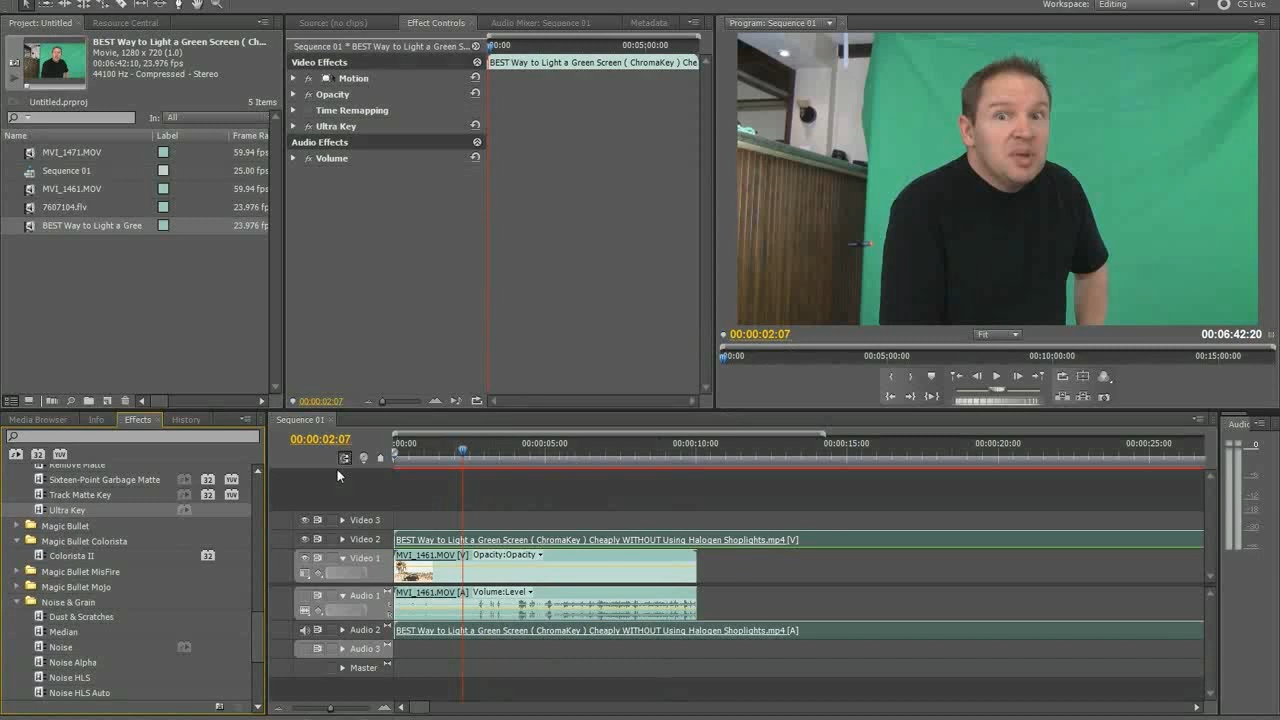 Workspace: Editing CS Live
Project: Untitled Resource Central
BEST Way to Light a Green Screen ( Ch...
Movie, 1280 x 720 (1.0)
00:06:42:10, 23.976 fps
44100 Hz - Compressed - Stereo
Untitled.prproj 5 Items
In: All
Name Label Frame Ra
MVI_1471.MOV 59.94 fps
Sequence 01 25.00 fps
MVI_1461.MOV 59.94 fps
7607104.flv 23.976 fp
BEST Way to Light a Gree 23.976 fp
Source: (no clips) Effect Controls Audio Mixer: Sequence 01 Metadata
Sequence 01 * BEST Way to Light a Green S... 00:00 00:05;00:00
Video Effects BEST Way to Light a Green Screen ( ChromaKey ) Che
fx Motion
fx Opacity
Time Remapping
fx Ultra Key
Audio Effects
fx Volume
00:00:02:07
Program: Sequence 01
00:00:02:07 Fit 00:06:42:20
00:00 00:05;00:00 00:10;00:00 00:15;00:00
Media Browser Info Effects History
32 YUV
Remove Matte
Sixteen-Point Garbage Matte 32 YUV
Track Matte Key 32 YUV
Ultra Key
Magic Bullet
Magic Bullet Colorista
Colorista II 32
Magic Bullet MisFire
Magic Bullet Mojo
Noise & Grain
Dust & Scratches
Median
Noise
Noise Alpha
Noise HLS
Noise HLS Auto
Sequence 01
00:00:02:07 :00:00 00:00:05:00 00:00:10:00 00:00:15:00 00:00:20:00 00:00:25:00
Video 3
Video 2 BEST Way to Light a Green Screen ( ChromaKey ) Cheaply WITHOUT Using Halogen Shoplights.mp4 [V]
Video 1 MVI_1461.MOV [V] Opacity:Opacity
Audio 1 MVI_1461.MOV [A] Volume:Level
Audio 2 BEST Way to Light a Green Screen ( ChromaKey ) Cheaply WITHOUT Using Halogen Shoplights.mp4 [A]
Audio 3
Master
Audio
0